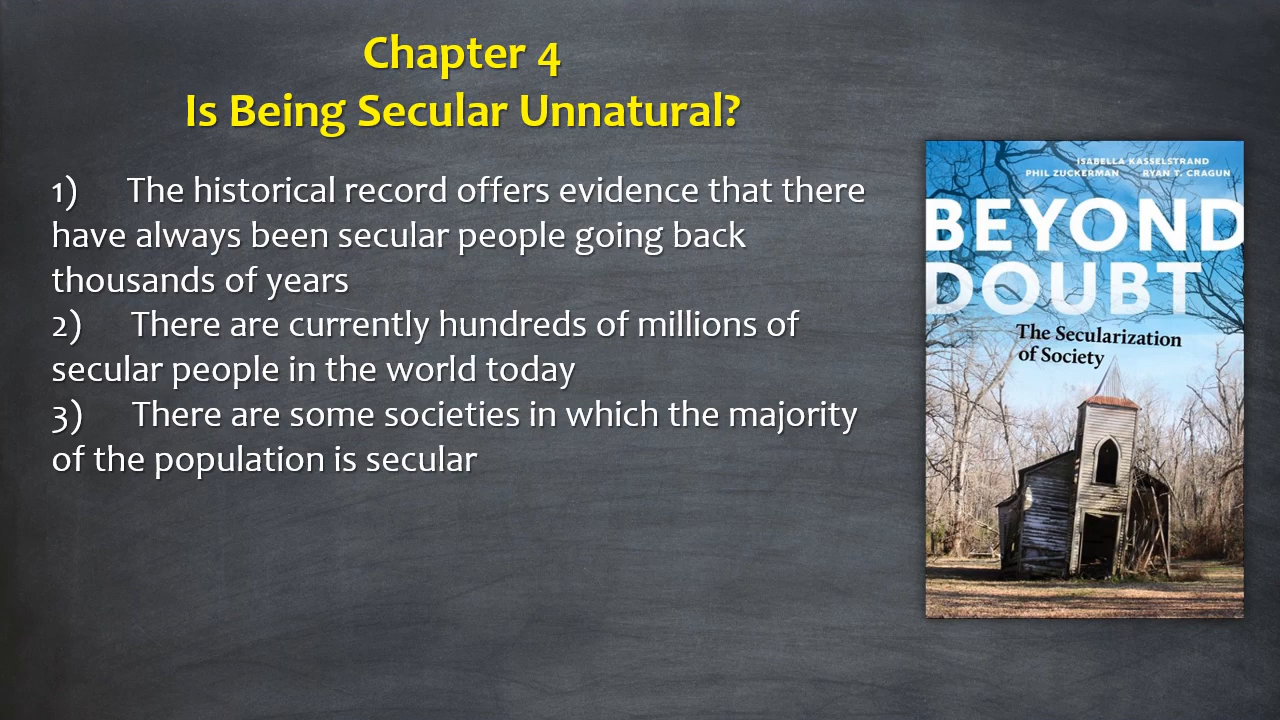 Chapter 4
Is Being Secular Unnatural?
1) The historical record offers evidence that there
have always been secular people going back
thousands of years
2) There are currently hundreds of millions of
secular people in the world today
3) There are some societies in which the majority
of the population is secular
ISABELLA KASSELSTRAND
PHIL ZUCKERMAN RYAN T. CRAGUN
BEYOND
DOUBT
The Secularization
of Society